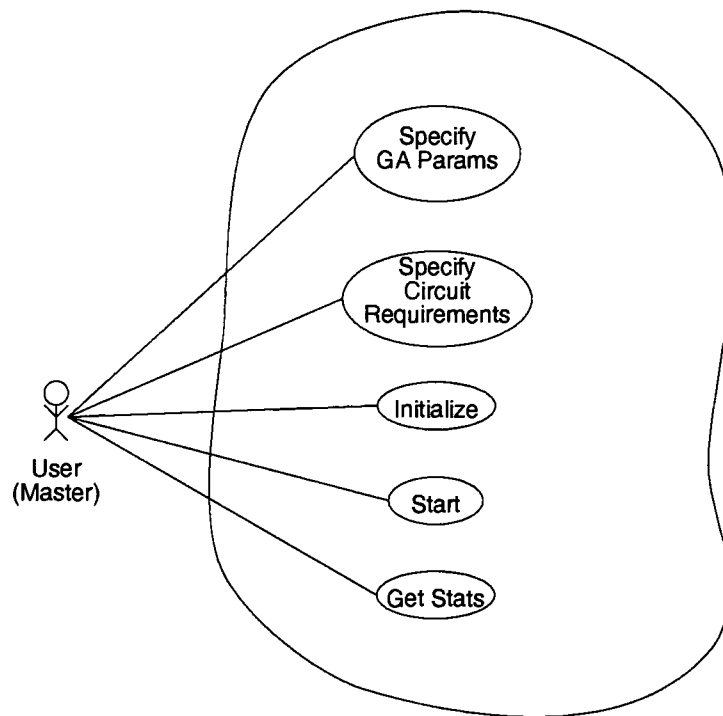 Specify
GA Params
Specify
Circuit
Requirements
Initialize
User
(Master)
Start
Get Stats